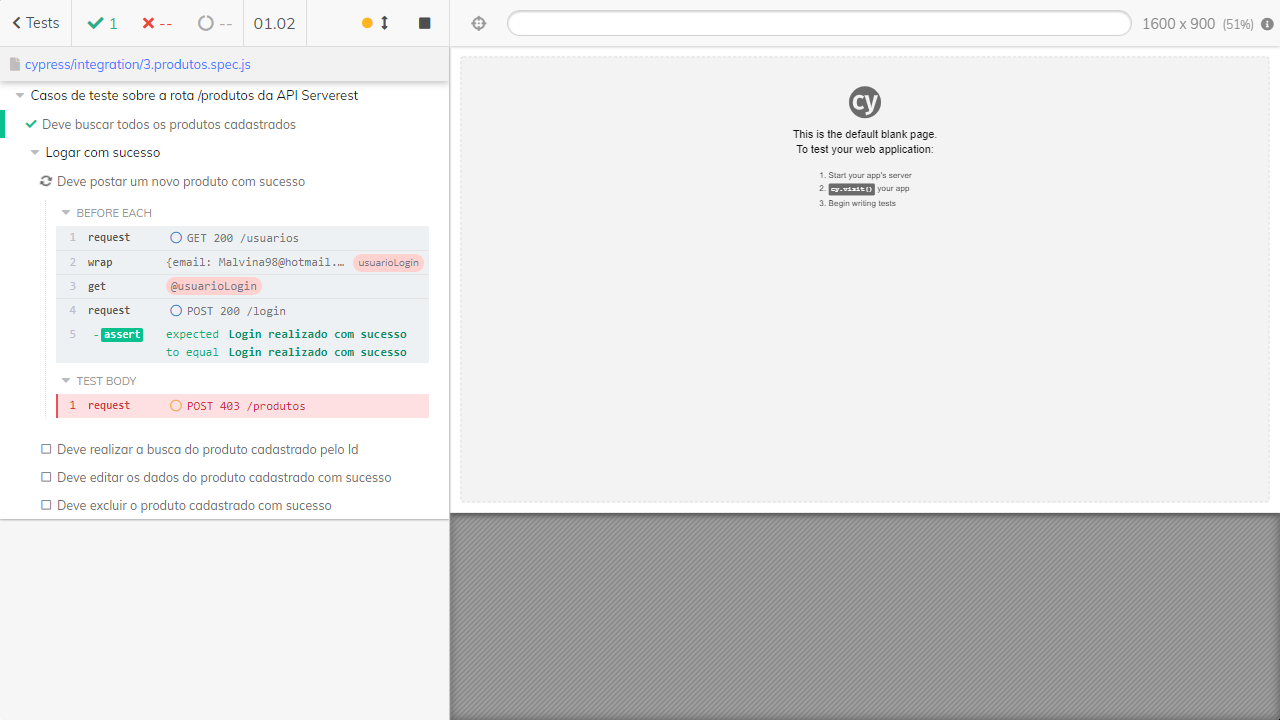 Tests 1 -- -- 01.02
1600 x 900 (51%)
cypress/integration/3.produtos.spec.js
Casos de teste sobre a rota /produtos da API Serverest
Deve buscar todos os produtos cadastrados
Logar com sucesso
Deve postar um novo produto com sucesso
BEFORE EACH
1 request GET 200 /usuarios
2 wrap {email: Malvina98@hotmail.… usuarioLogin
3 get @usuarioLogin
4 request POST 200 /login
5 -assert expected Login realizado com sucesso
to equal Login realizado com sucesso
TEST BODY
1 request POST 403 /produtos
Deve realizar a busca do produto cadastrado pelo Id
Deve editar os dados do produto cadastrado com sucesso
Deve excluir o produto cadastrado com sucesso
cy
This is the default blank page.
To test your web application:
1. Start your app's server
2. cy.visit() your app
3. Begin writing tests